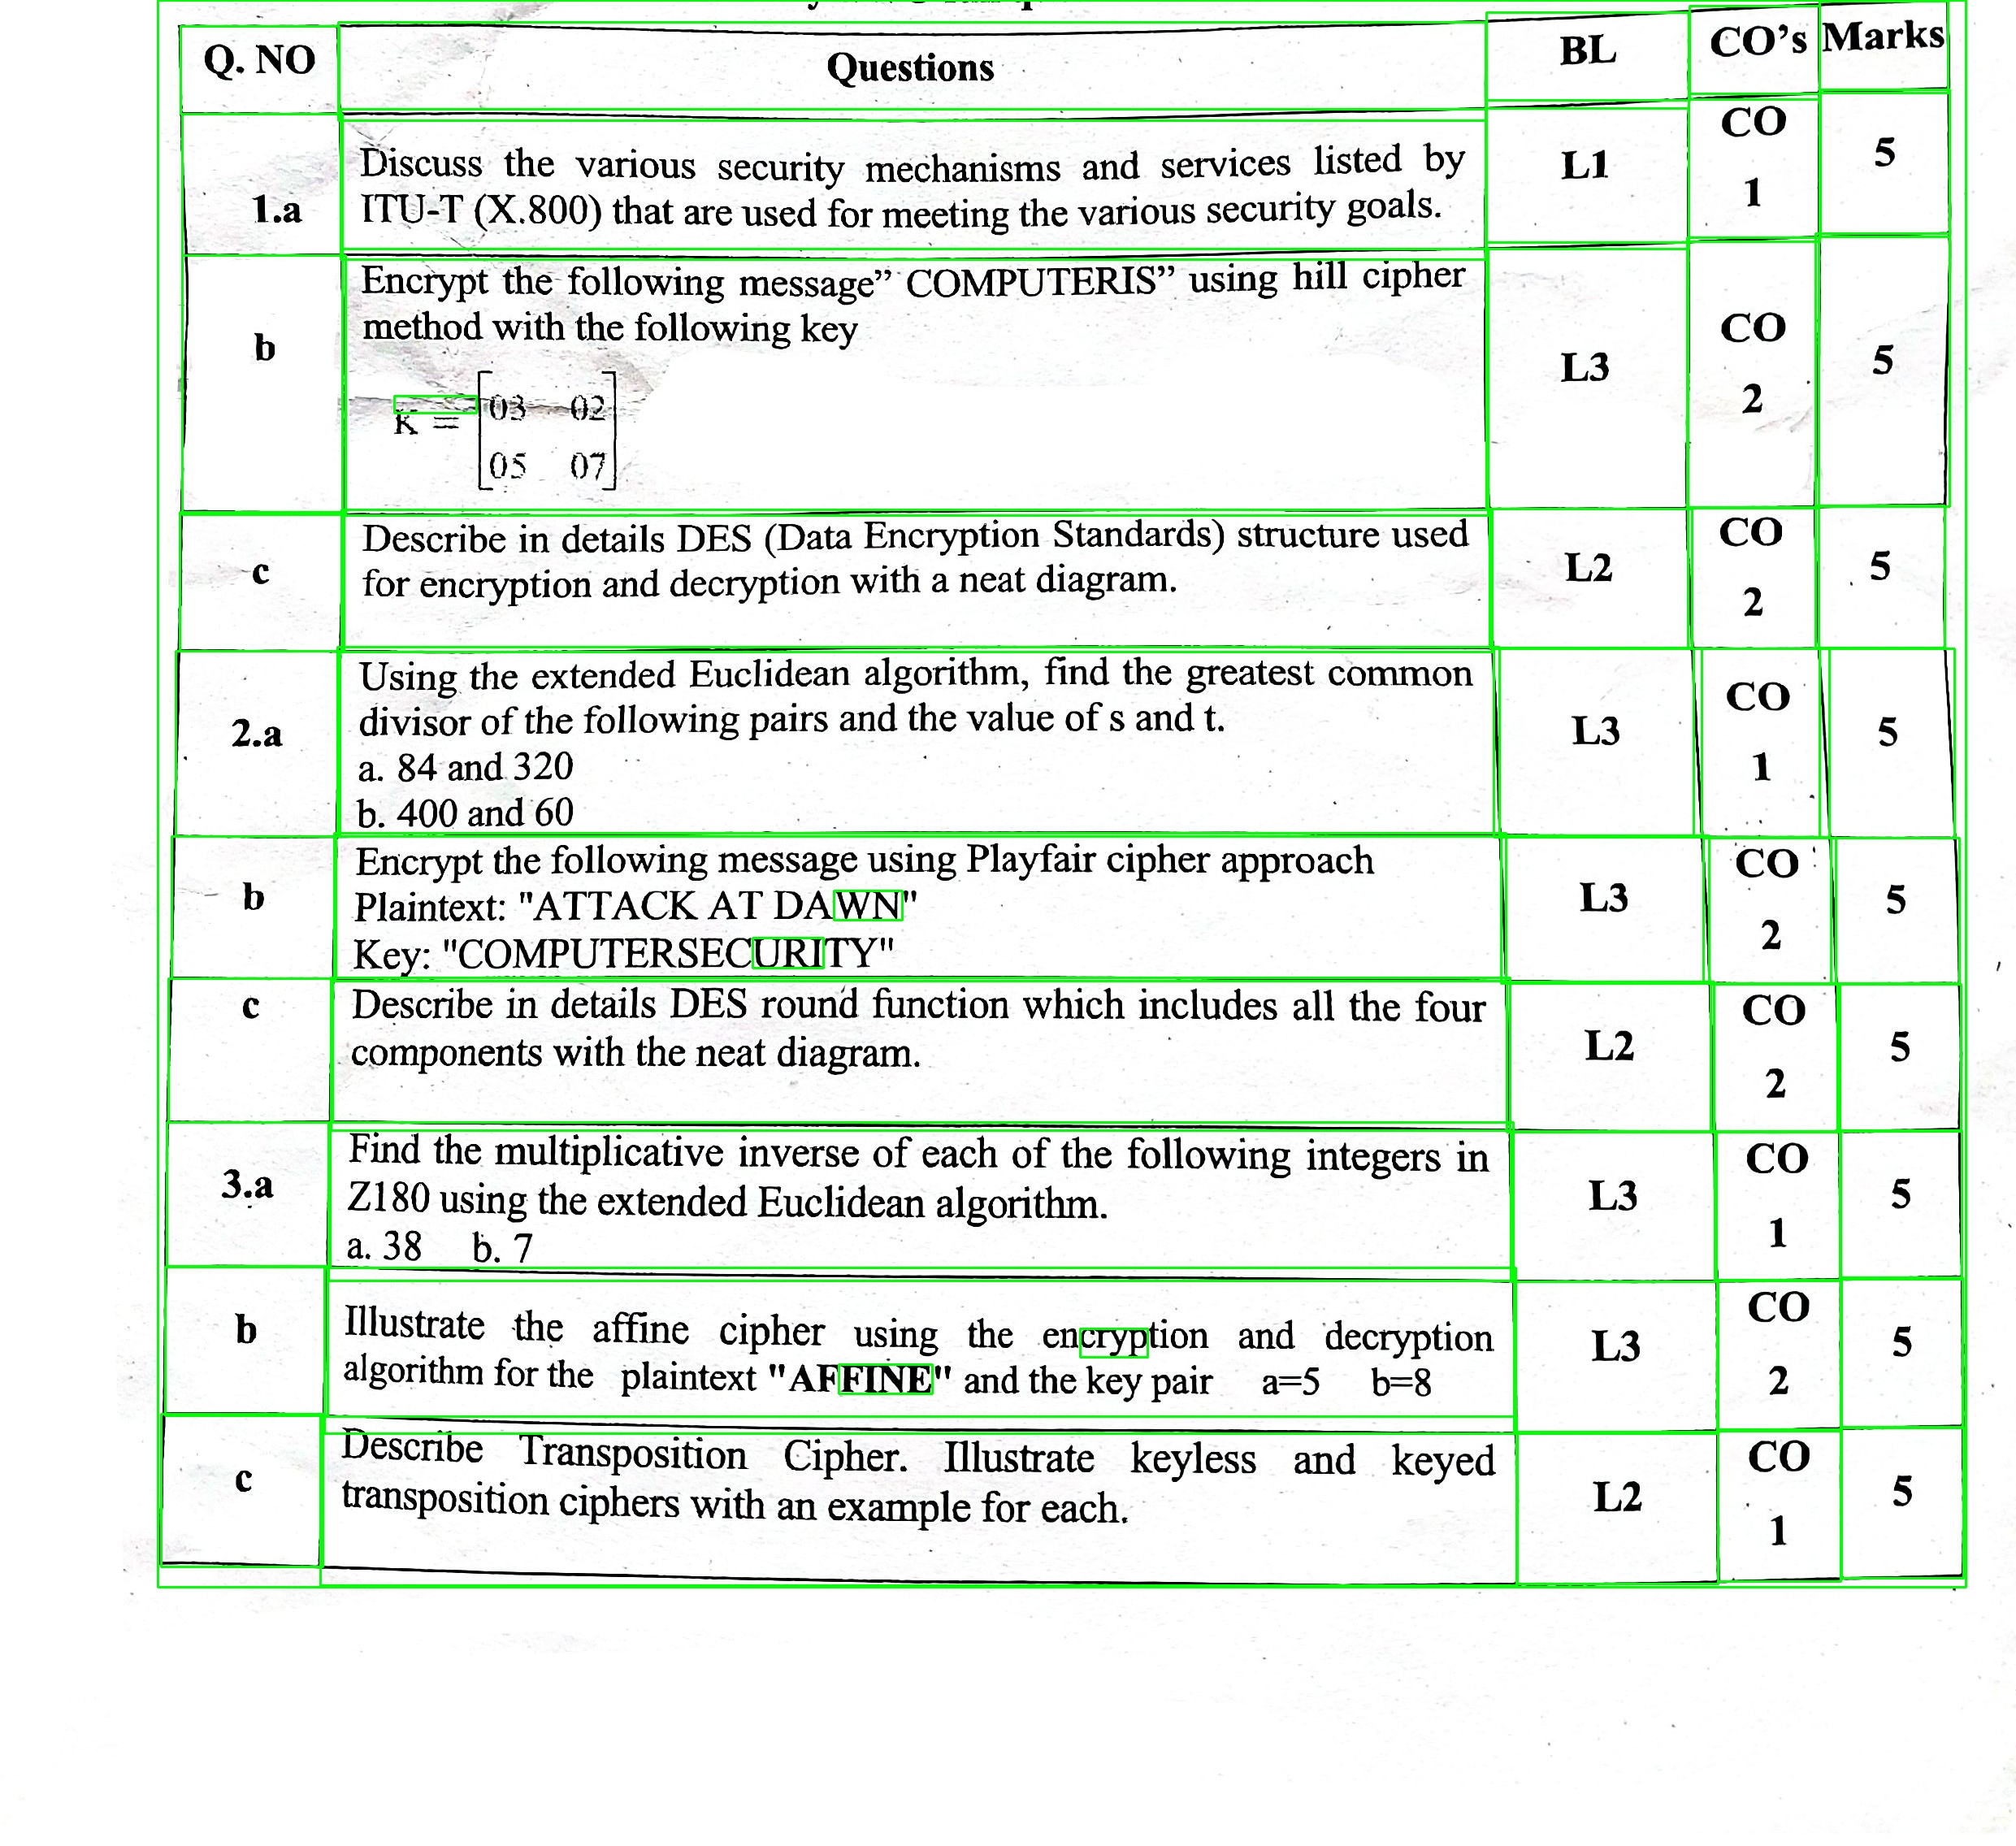 Q. NO Questions BL CO's Marks
1.a Discuss the various security mechanisms and services listed by
ITU-T (X.800) that are used for meeting the various security goals.
L1 CO 1 5
b Encrypt the following message” COMPUTERIS” using hill cipher
method with the following key
K = [03 02
05 07]
L3 CO 2 5
c Describe in details DES (Data Encryption Standards) structure used
for encryption and decryption with a neat diagram.
L2 CO 2 5
2.a Using the extended Euclidean algorithm, find the greatest common
divisor of the following pairs and the value of s and t.
a. 84 and 320
b. 400 and 60
L3 CO 1 5
b Encrypt the following message using Playfair cipher approach
Plaintext: "ATTACK AT DAWN"
Key: "COMPUTERSECURITY"
L3 CO 2 5
c Describe in details DES round function which includes all the four
components with the neat diagram.
L2 CO 2 5
3.a Find the multiplicative inverse of each of the following integers in
Z180 using the extended Euclidean algorithm.
a. 38 b. 7
L3 CO 1 5
b Illustrate the affine cipher using the encryption and decryption
algorithm for the plaintext "AFFINE" and the key pair a=5 b=8
L3 CO 2 5
c Describe Transposition Cipher. Illustrate keyless and keyed
transposition ciphers with an example for each.
L2 CO 1 5